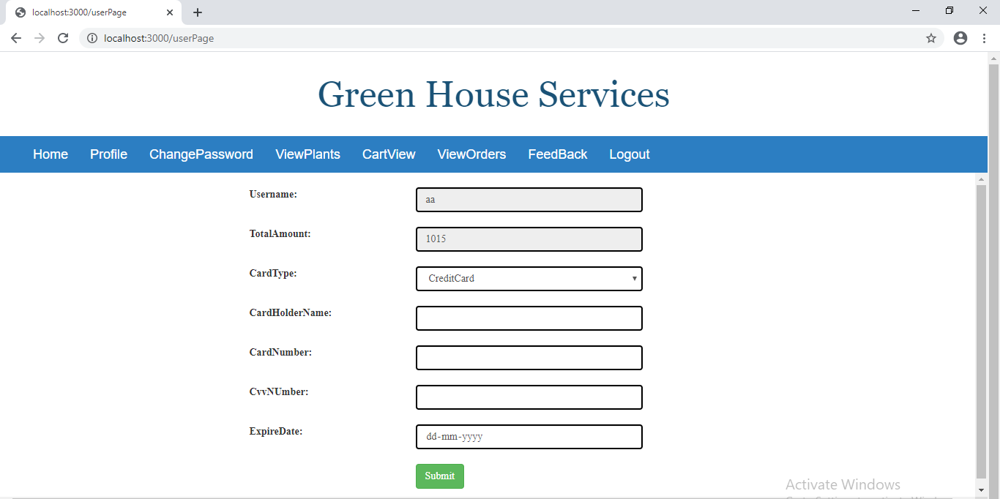 localhost:3000/userPage
localhost:3000/userPage
Green House Services
Home Profile ChangePassword ViewPlants CartView ViewOrders FeedBack Logout
Username: aa
TotalAmount: 1015
CardType: CreditCard
CardHolderName:
CardNumber:
CvvNUmber:
ExpireDate: dd-mm-yyyy
Submit
Activate Windows